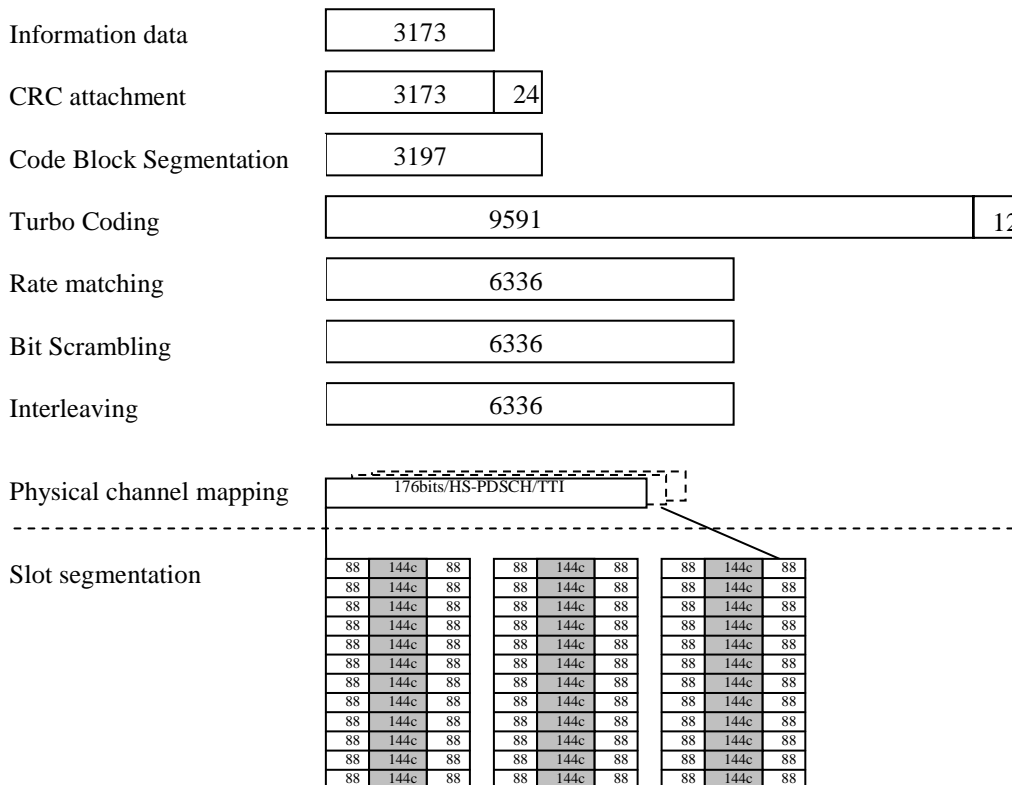 Information data 3173
CRC attachment 3173 24
Code Block Segmentation 3197
Turbo Coding 9591 12
Rate matching 6336
Bit Scrambling 6336
Interleaving 6336
Physical channel mapping 176bits/HS-PDSCH/TTI
Slot segmentation
88 144c 88 88 144c 88 88 144c 88
88 144c 88 88 144c 88 88 144c 88
88 144c 88 88 144c 88 88 144c 88
88 144c 88 88 144c 88 88 144c 88
88 144c 88 88 144c 88 88 144c 88
88 144c 88 88 144c 88 88 144c 88
88 144c 88 88 144c 88 88 144c 88
88 144c 88 88 144c 88 88 144c 88
88 144c 88 88 144c 88 88 144c 88
88 144c 88 88 144c 88 88 144c 88
88 144c 88 88 144c 88 88 144c 88
88 144c 88 88 144c 88 88 144c 88